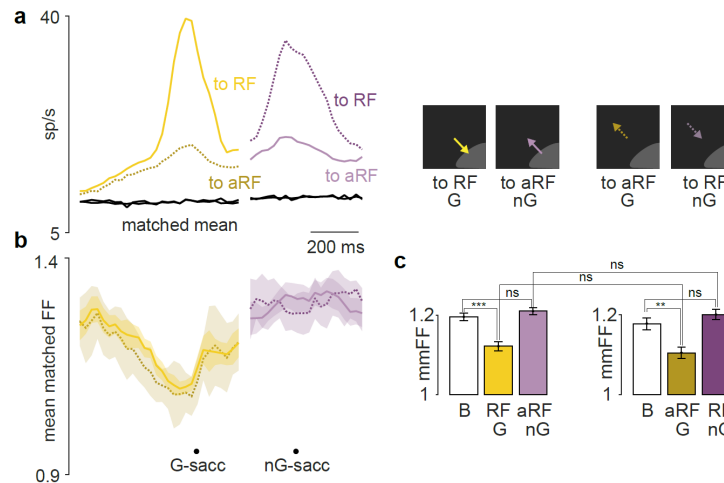 a
40
sp/s
5
to RF
to aRF
to RF
to aRF
matched mean
200 ms
to RF
G
to aRF
nG
to aRF
G
to RF
nG
b
1.4
mean matched FF
0.9
G-sacc
nG-sacc
c
ns
ns
*** ns
** ns
1.2
mmFF
1
B RF aRF
G nG
1.2
mmFF
1
B aRF
G nG